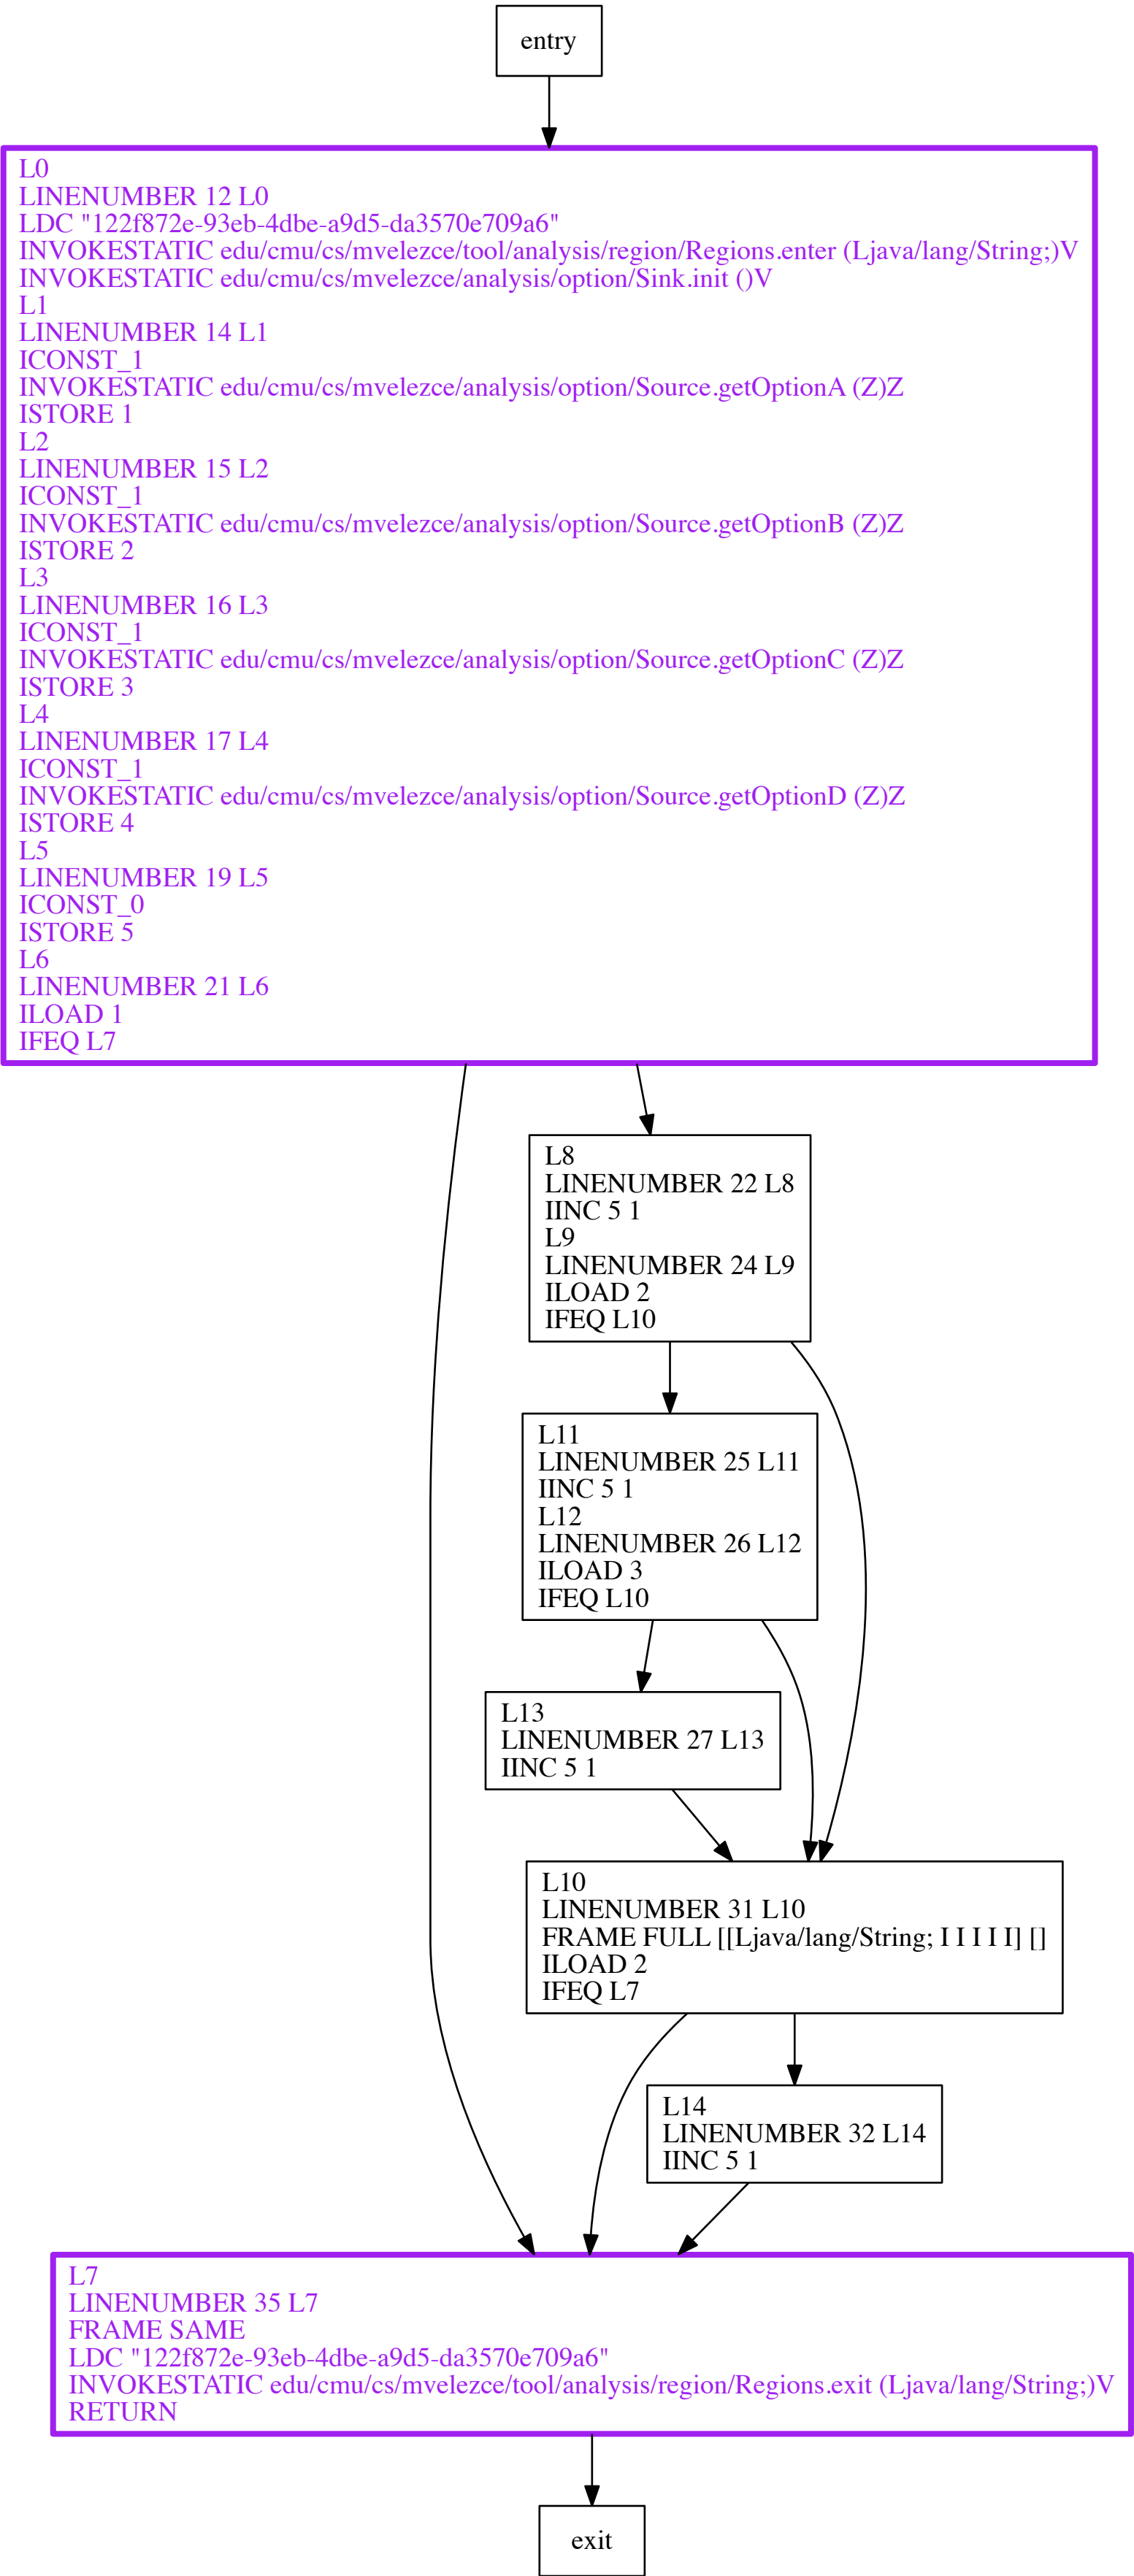 entry
L0
LINENUMBER 12 L0
LDC "122f872e-93eb-4dbe-a9d5-da3570e709a6"
INVOKESTATIC edu/cmu/cs/mvelezce/tool/analysis/region/Regions.enter (Ljava/lang/String;)V
INVOKESTATIC edu/cmu/cs/mvelezce/analysis/option/Sink.init ()V
L1
LINENUMBER 14 L1
ICONST_1
INVOKESTATIC edu/cmu/cs/mvelezce/analysis/option/Source.getOptionA (Z)Z
ISTORE 1
L2
LINENUMBER 15 L2
ICONST_1
INVOKESTATIC edu/cmu/cs/mvelezce/analysis/option/Source.getOptionB (Z)Z
ISTORE 2
L3
LINENUMBER 16 L3
ICONST_1
INVOKESTATIC edu/cmu/cs/mvelezce/analysis/option/Source.getOptionC (Z)Z
ISTORE 3
L4
LINENUMBER 17 L4
ICONST_1
INVOKESTATIC edu/cmu/cs/mvelezce/analysis/option/Source.getOptionD (Z)Z
ISTORE 4
L5
LINENUMBER 19 L5
ICONST_0
ISTORE 5
L6
LINENUMBER 21 L6
ILOAD 1
IFEQ L7
L8
LINENUMBER 22 L8
IINC 5 1
L9
LINENUMBER 24 L9
ILOAD 2
IFEQ L10
L11
LINENUMBER 25 L11
IINC 5 1
L12
LINENUMBER 26 L12
ILOAD 3
IFEQ L10
L13
LINENUMBER 27 L13
IINC 5 1
L10
LINENUMBER 31 L10
FRAME FULL [[Ljava/lang/String; I I I I I] []
ILOAD 2
IFEQ L7
L14
LINENUMBER 32 L14
IINC 5 1
L7
LINENUMBER 35 L7
FRAME SAME
LDC "122f872e-93eb-4dbe-a9d5-da3570e709a6"
INVOKESTATIC edu/cmu/cs/mvelezce/tool/analysis/region/Regions.exit (Ljava/lang/String;)V
RETURN
exit